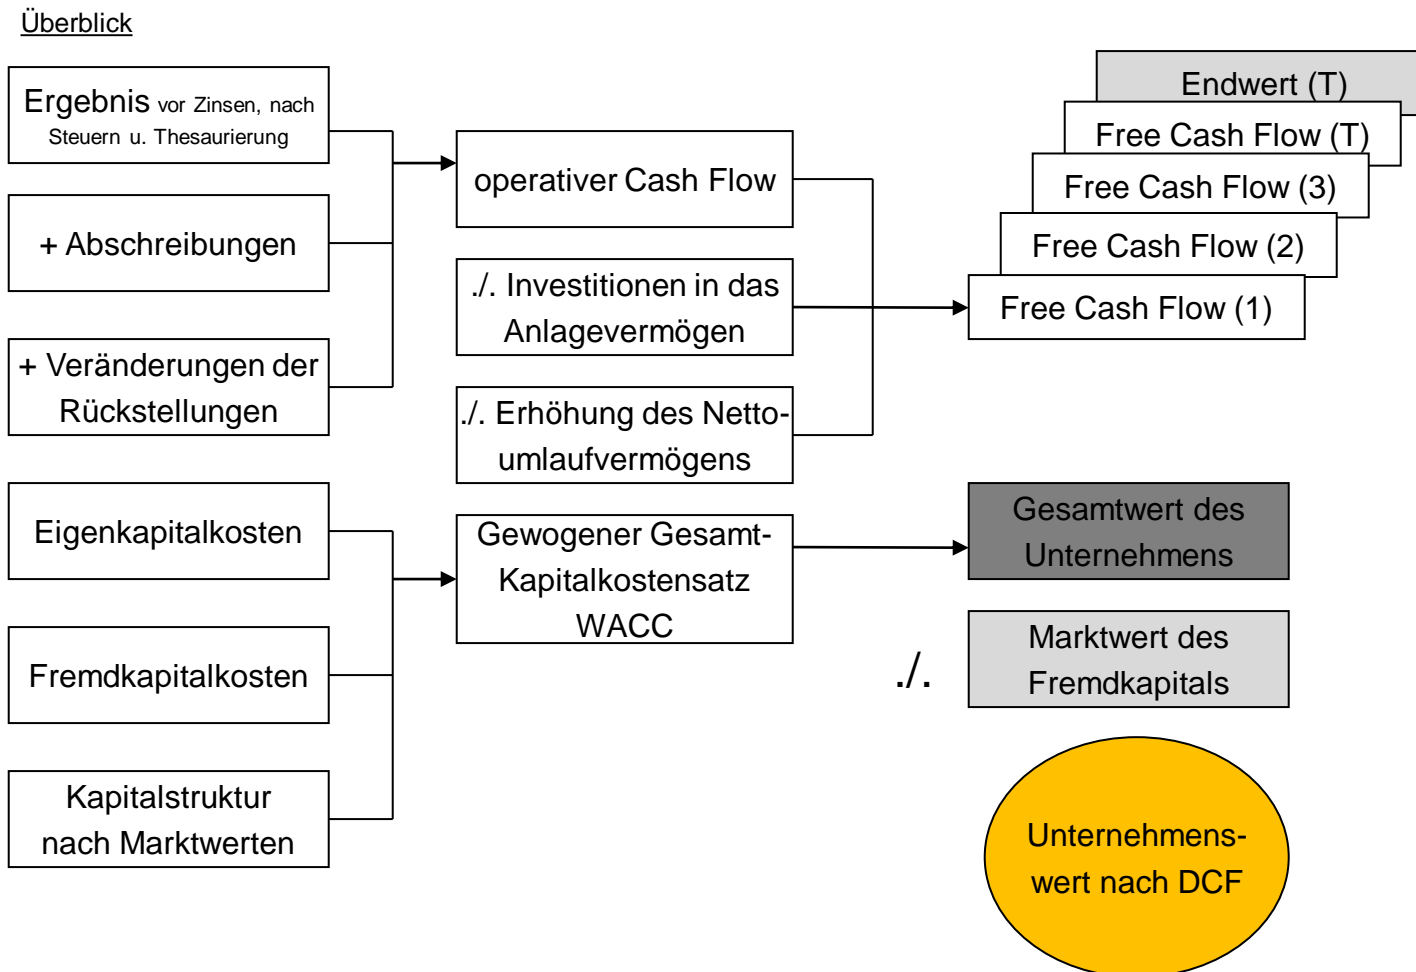 Überblick
Ergebnis vor Zinsen, nach
Steuern u. Thesaurierung
+ Abschreibungen
+ Veränderungen der
Rückstellungen
operativer Cash Flow
./. Investitionen in das
Anlagevermögen
./. Erhöhung des Netto-
umlaufvermögens
Endwert (T)
Free Cash Flow (T)
Free Cash Flow (3)
Free Cash Flow (2)
Free Cash Flow (1)
Eigenkapitalkosten
Fremdkapitalkosten
Kapitalstruktur
nach Marktwerten
Gewogener Gesamt-
Kapitalkostensatz
WACC
Gesamtwert des
Unternehmens
./.
Marktwert des
Fremdkapitals
Unternehmens-
wert nach DCF